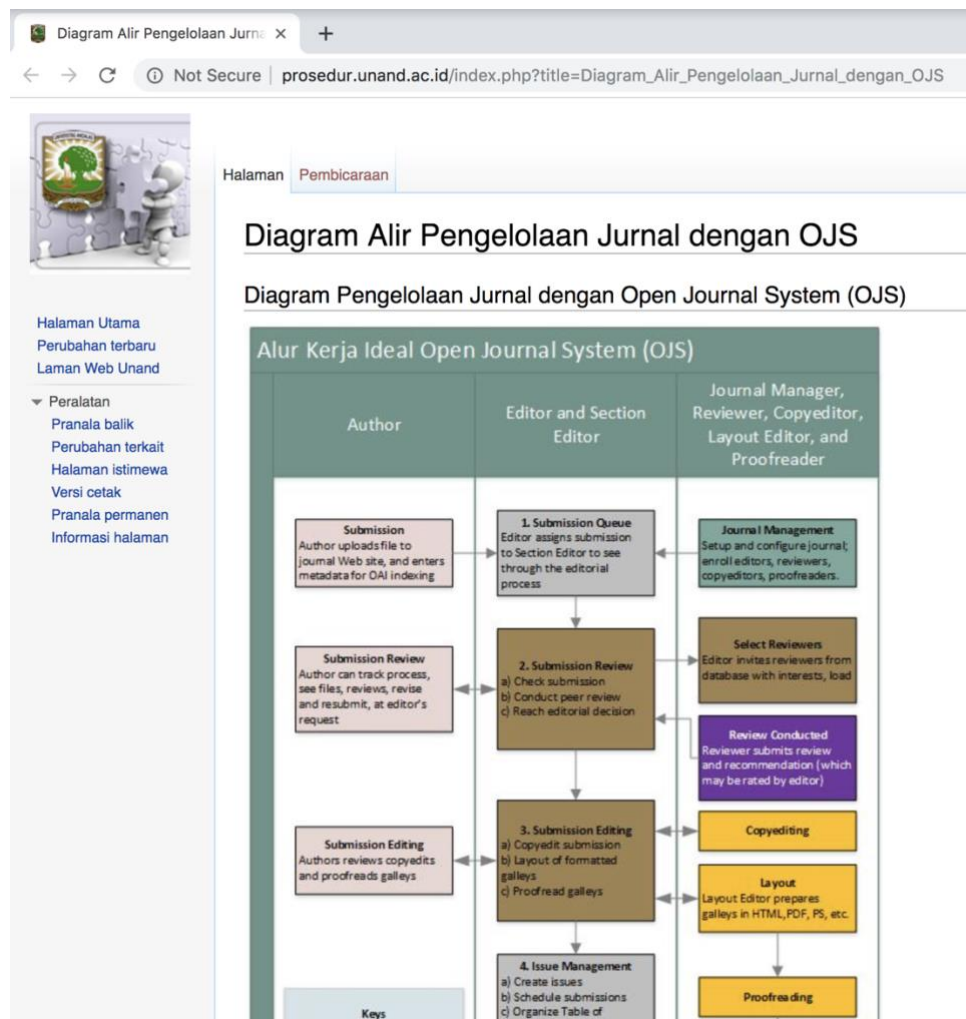 Diagram Alir Pengelolaan Jurna
Not Secure | prosedur.unand.ac.id/index.php?title=Diagram_Alir_Pengelolaan_Jurnal_dengan_OJS
Halaman Pembicaraan
Diagram Alir Pengelolaan Jurnal dengan OJS
Diagram Pengelolaan Jurnal dengan Open Journal System (OJS)
Halaman Utama
Perubahan terbaru
Laman Web Unand
Peralatan
Pranala balik
Perubahan terkait
Halaman istimewa
Versi cetak
Pranala permanen
Informasi halaman
Alur Kerja Ideal Open Journal System (OJS)
Author
Editor and Section
Editor
Journal Manager,
Reviewer, Copyeditor,
Layout Editor, and
Proofreader
Submission
Author uploads file to
journal Web site, and enters
metadata for OAI indexing
1. Submission Queue
Editor assigns submission
to Section Editor to see
through the editorial
process
Journal Management
Setup and configure journal;
enroll editors, reviewers,
copyeditors, proofreaders.
Submission Review
Author can track process,
see files, reviews, revise
and resubmit, at editor's
request
2. Submission Review
a) Check submission
b) Conduct peer review
c) Reach editorial decision
Select Reviewers
Editor invites reviewers from
database with interests, load
Review Conducted
Reviewer submits review
and recommendation (which
may be rated by editor)
Submission Editing
Authors reviews copyedits
and proofreads galleys
3. Submission Editing
a) Copyedit submission
b) Layout of formatted
galleys
c) Proofread galleys
Copyediting
Layout
Layout Editor prepares
galleys in HTML,PDF, PS, etc.
4. Issue Management
a) Create issues
b) Schedule submissions
c) Organize Table of
Proofreading
Keys